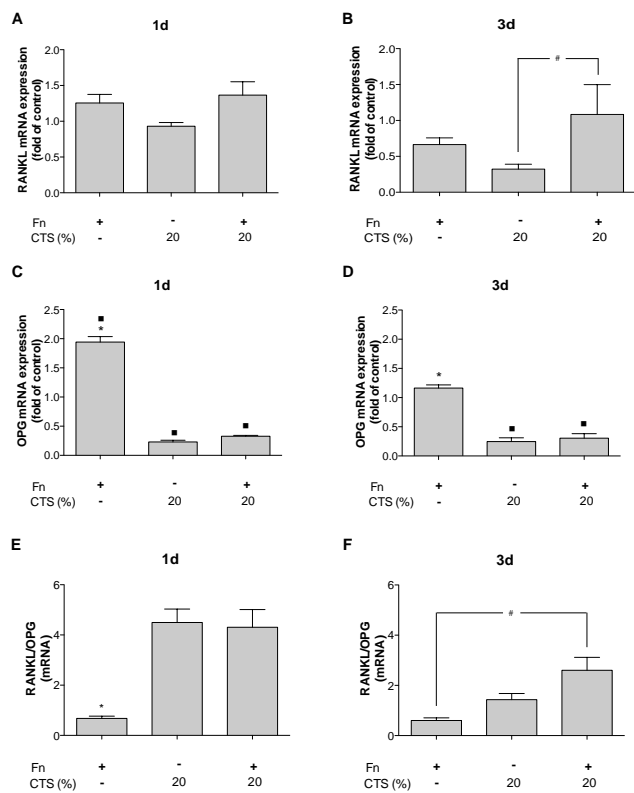 A
1d
RANKL mRNA expression
(fold of control)
2.0
1.5
1.0
0.5
0.0
Fn + - +
CTS (%) - 20 20
B
3d
RANKL mRNA expression
(fold of control)
2.0
1.5
1.0
0.5
0.0
#
Fn + - +
CTS (%) - 20 20
C
1d
OPG mRNA expression
(fold of control)
2.5
2.0
1.5
1.0
0.5
0.0
■
*
■ ■
Fn + - +
CTS (%) - 20 20
D
3d
OPG mRNA expression
(fold of control)
2.5
2.0
1.5
1.0
0.5
0.0
*
■ ■
Fn + - +
CTS (%) - 20 20
E
1d
RANKL/OPG
(mRNA)
6
4
2
0
*
Fn + - +
CTS (%) - 20 20
F
3d
RANKL/OPG
(mRNA)
6
4
2
0
#
Fn + - +
CTS (%) - 20 20